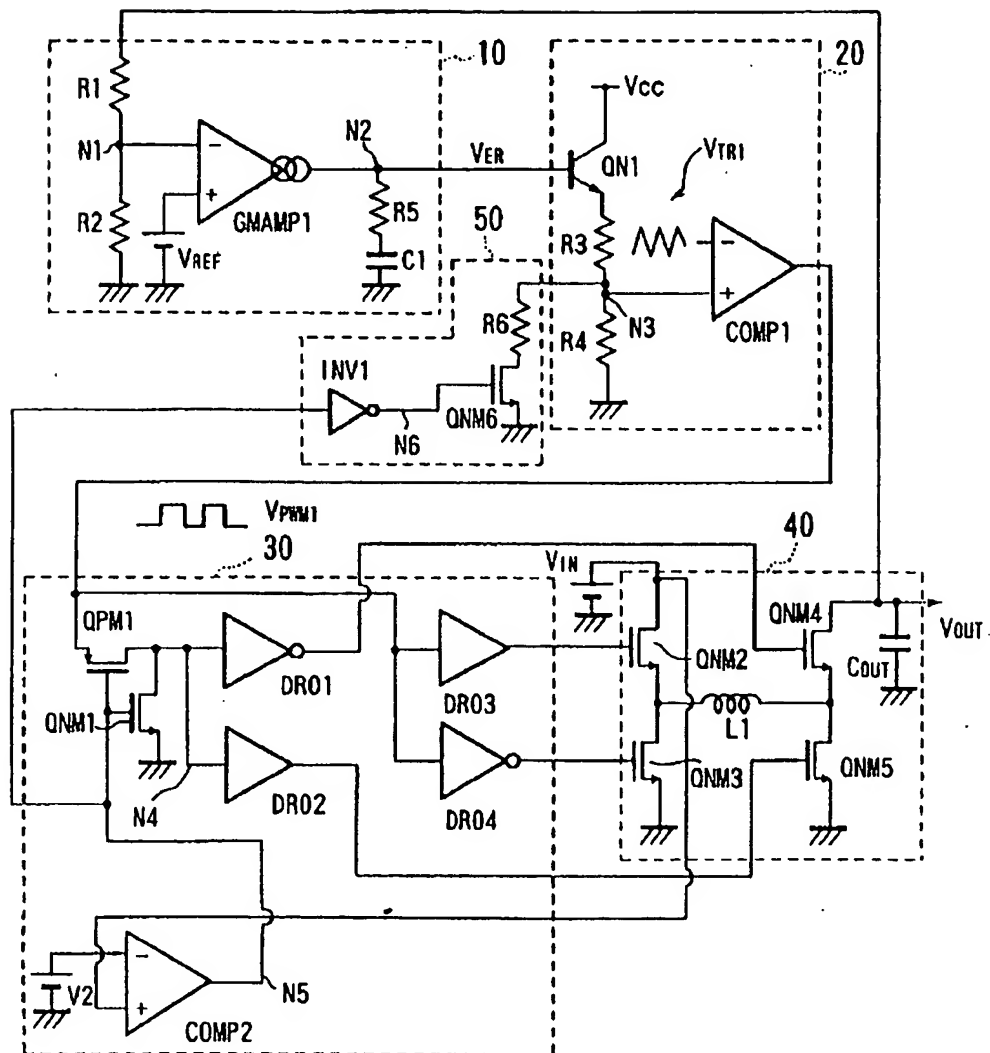 10
20
R1
VCC
N1
N2
VER
QN1
VTR1
R2
GMAMP1
R5
50
R3
VREF
C1
N3
R6
R4
COMP1
INV1
QNM6
N6
VPWM1
30
40
VIN
QPM1
QNM4
VOUT
QNM2
COUT
DR01
DR03
QNM1
L1
QNM3
QNM5
N4
DR02
DR04
V2
N5
COMP2
-
+
-
+
-
+